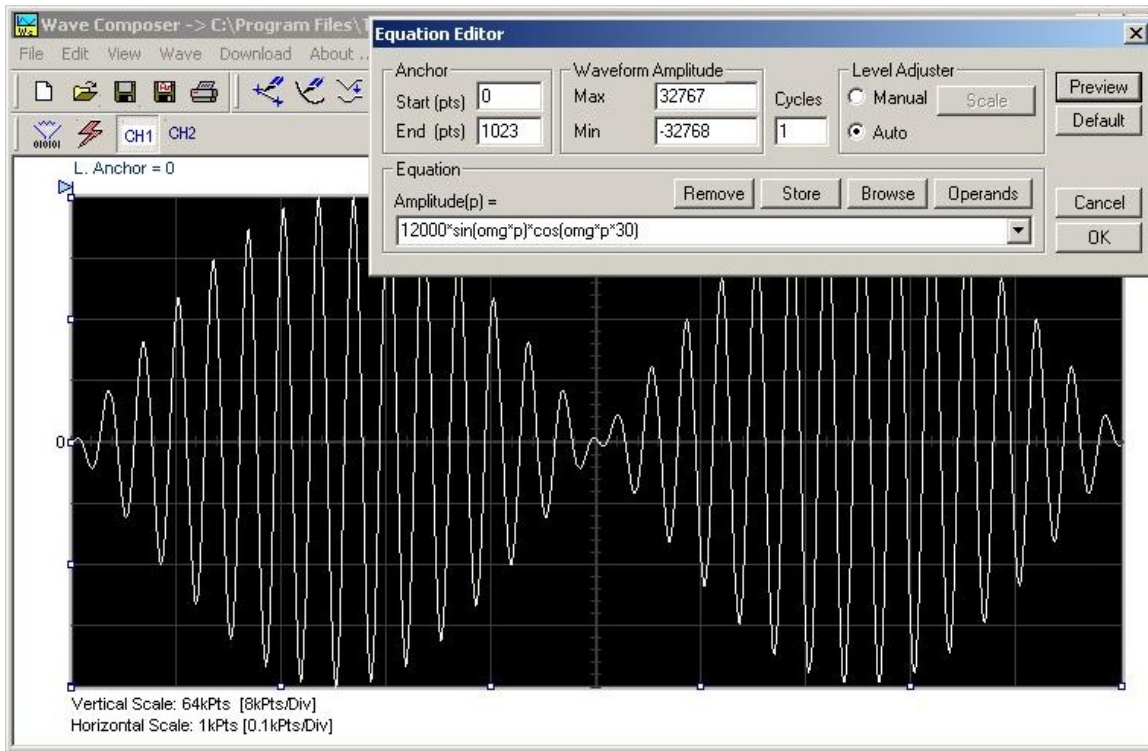 Wave Composer -> C:\Program Files\
File Edit View Wave Download About ..
CH1 CH2
L. Anchor = 0
0
Vertical Scale: 64kPts [8kPts/Div]
Horizontal Scale: 1kPts [0.1kPts/Div]
Equation Editor
Anchor
Start (pts) 0
End (pts) 1023
Waveform Amplitude
Max 32767
Min -32768
Cycles
1
Level Adjuster
Manual Scale
Auto
Preview
Default
Equation
Remove Store Browse Operands
Amplitude(p) =
12000*sin(omg*p)*cos(omg*p*30)
Cancel
OK